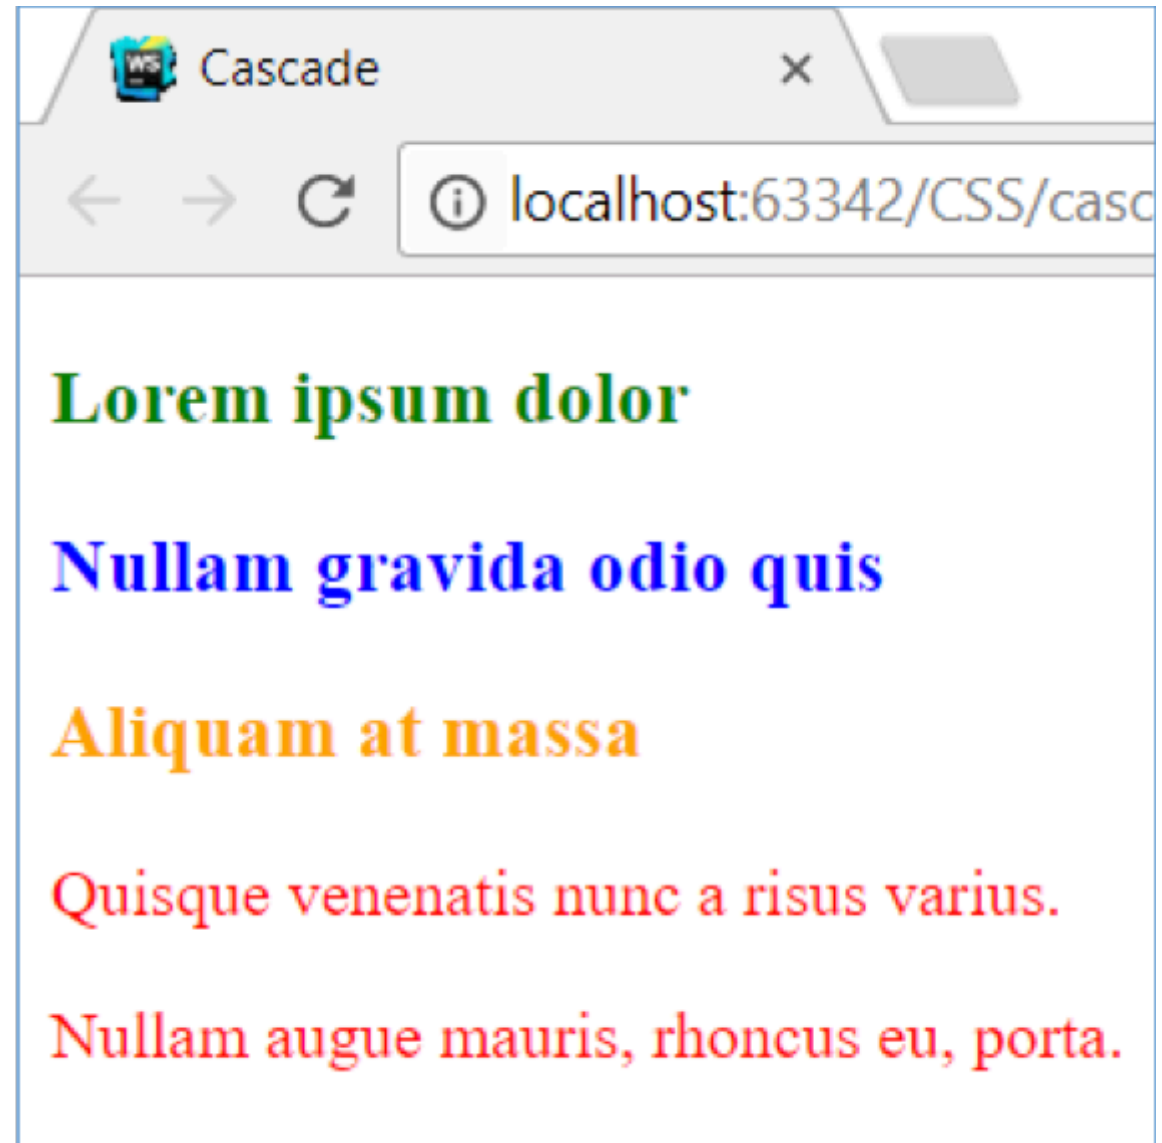 WS Cascade
localhost:63342/CSS/casc
Lorem ipsum dolor
Nullam gravida odio quis
Aliquam at massa
Quisque venenatis nunc a risus varius.
Nullam augue mauris, rhoncus eu, porta.